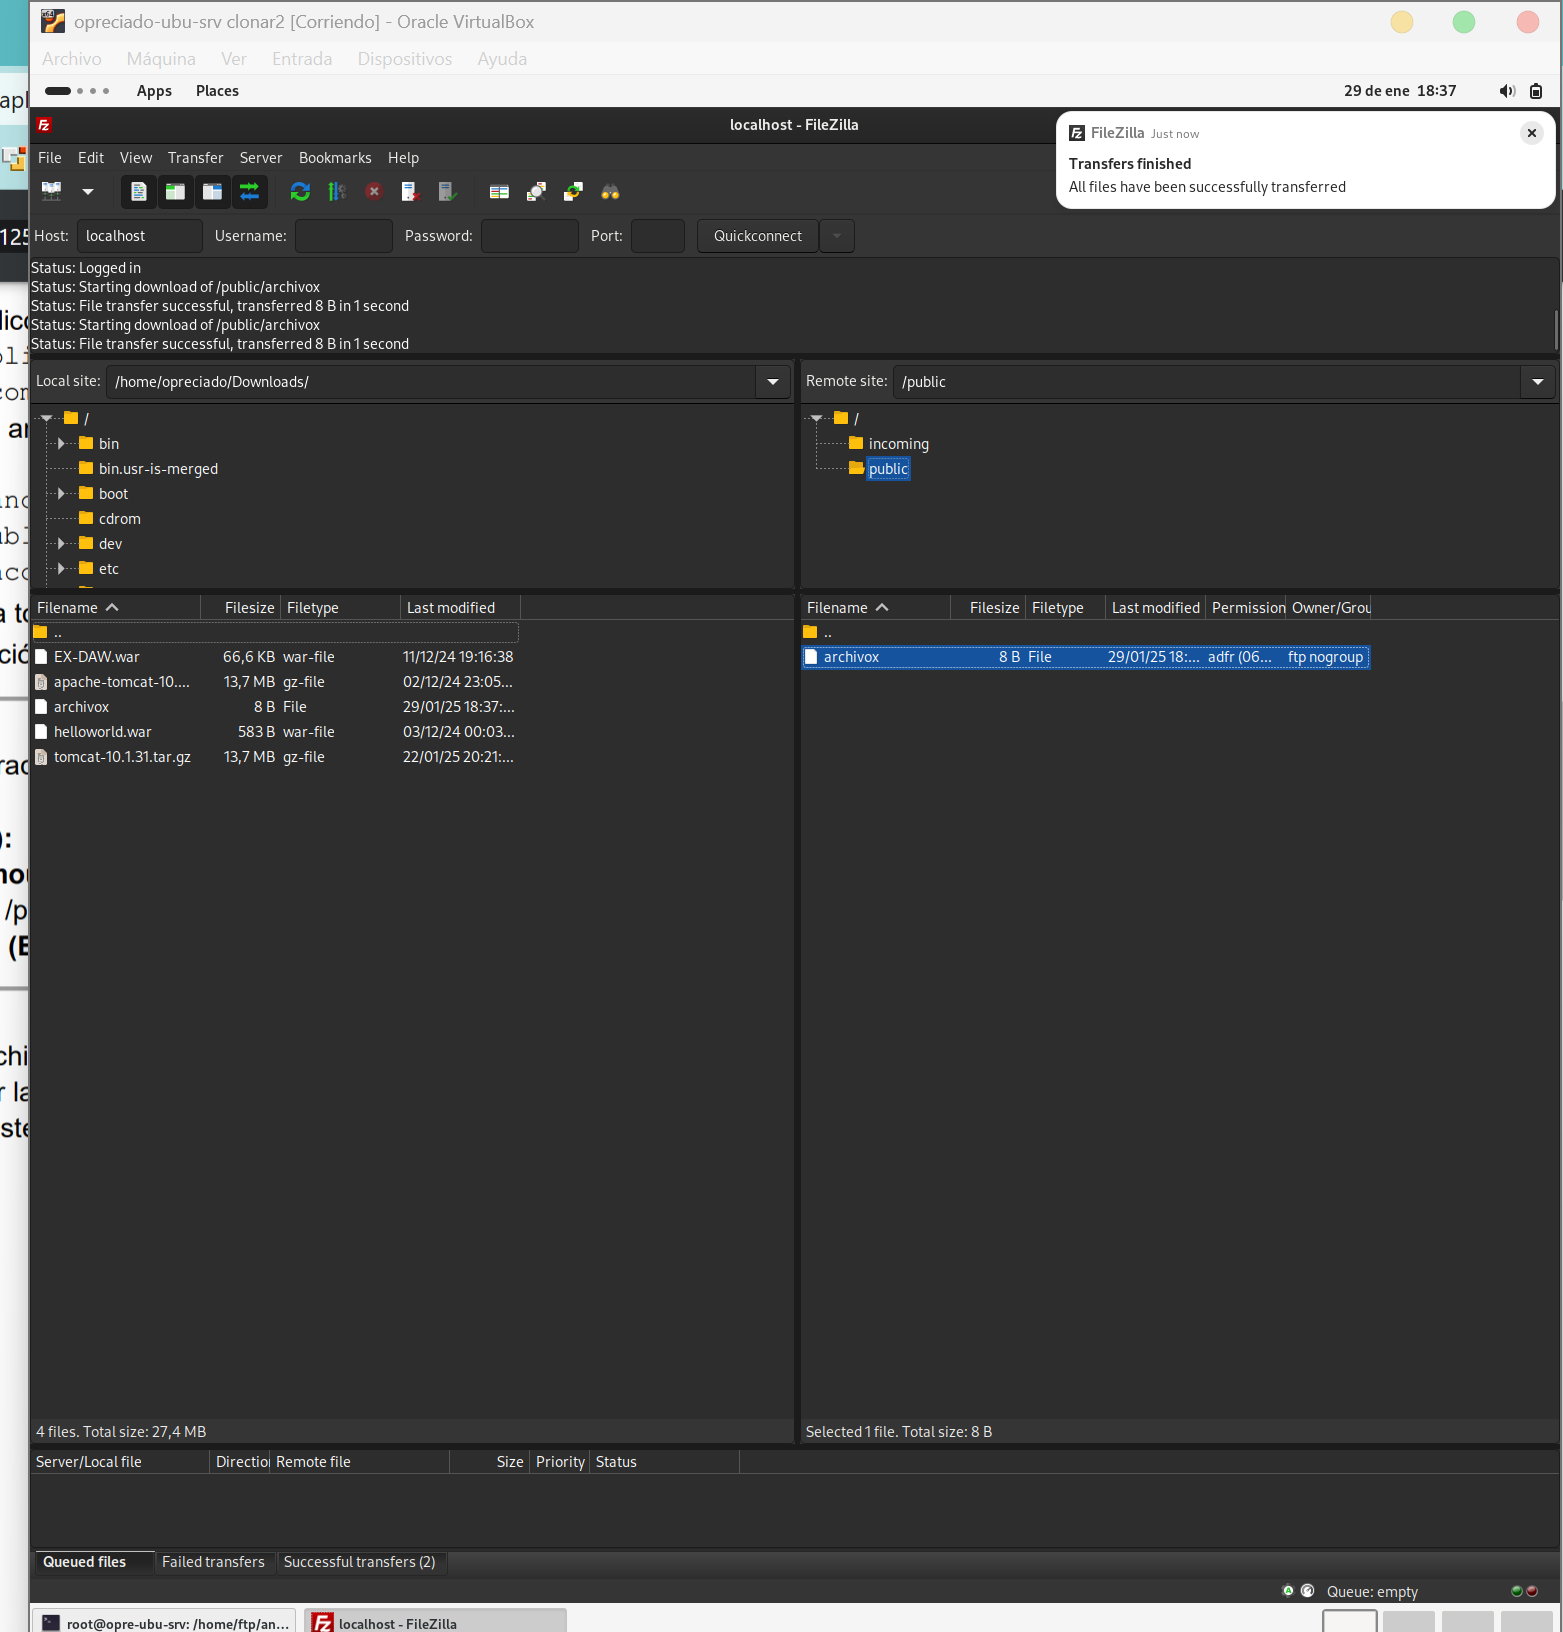 opreciado-ubu-srv clonar2 [Corriendo] - Oracle VirtualBox
Archivo Máquina Ver Entrada Dispositivos Ayuda
Apps Places 29 de ene 18:37
localhost - FileZilla
FileZilla Just now
Transfers finished
All files have been successfully transferred
File Edit View Transfer Server Bookmarks Help
Host: localhost Username: Password: Port: Quickconnect
Status: Logged in
Status: Starting download of /public/archivox
Status: File transfer successful, transferred 8 B in 1 second
Status: Starting download of /public/archivox
Status: File transfer successful, transferred 8 B in 1 second
Local site: /home/opreciado/Downloads/
/
bin
bin.usr-is-merged
boot
cdrom
dev
etc
Filename Filesize Filetype Last modified
..
EX-DAW.war 66,6 KB war-file 11/12/24 19:16:38
apache-tomcat-10.... 13,7 MB gz-file 02/12/24 23:05...
archivox 8 B File 29/01/25 18:37:...
helloworld.war 583 B war-file 03/12/24 00:03...
tomcat-10.1.31.tar.gz 13,7 MB gz-file 22/01/25 20:21:...
4 files. Total size: 27,4 MB
Remote site: /public
/
incoming
public
Filename Filesize Filetype Last modified Permission Owner/Grou
..
archivox 8 B File 29/01/25 18:... adfr (06... ftp nogroup
Selected 1 file. Total size: 8 B
Server/Local file Directio Remote file Size Priority Status
Queued files Failed transfers Successful transfers (2)
Queue: empty
root@opre-ubu-srv: /home/ftp/an... localhost - FileZilla